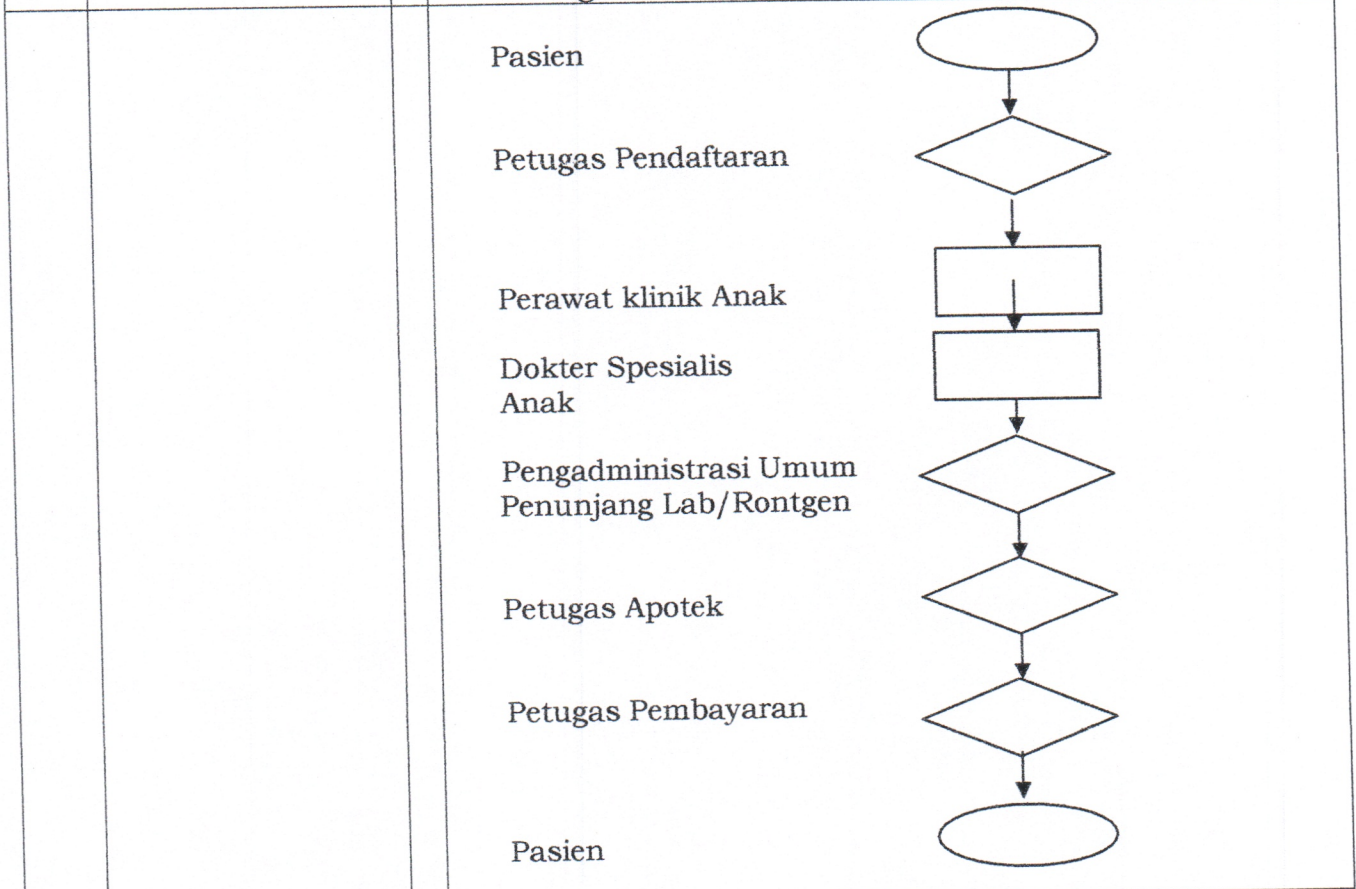 Pasien
Petugas Pendaftaran
Perawat klinik Anak
Dokter Spesialis
Anak
Pengadministrasi Umum
Penunjang Lab/Rontgen
Petugas Apotek
Petugas Pembayaran
Pasien